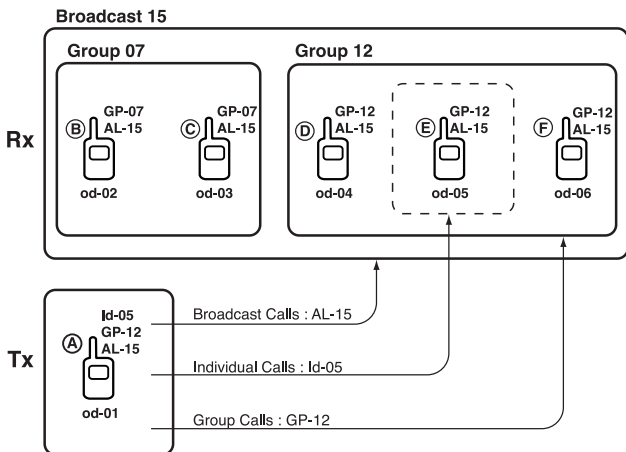 Broadcast 15
Group 07
Group 12
Rx
B
GP-07
AL-15
od-02
C
GP-07
AL-15
od-03
D
GP-12
AL-15
od-04
E
GP-12
AL-15
od-05
F
GP-12
AL-15
od-06
Tx
A
Id-05
GP-12
AL-15
od-01
Broadcast Calls : AL-15
Individual Calls : Id-05
Group Calls : GP-12